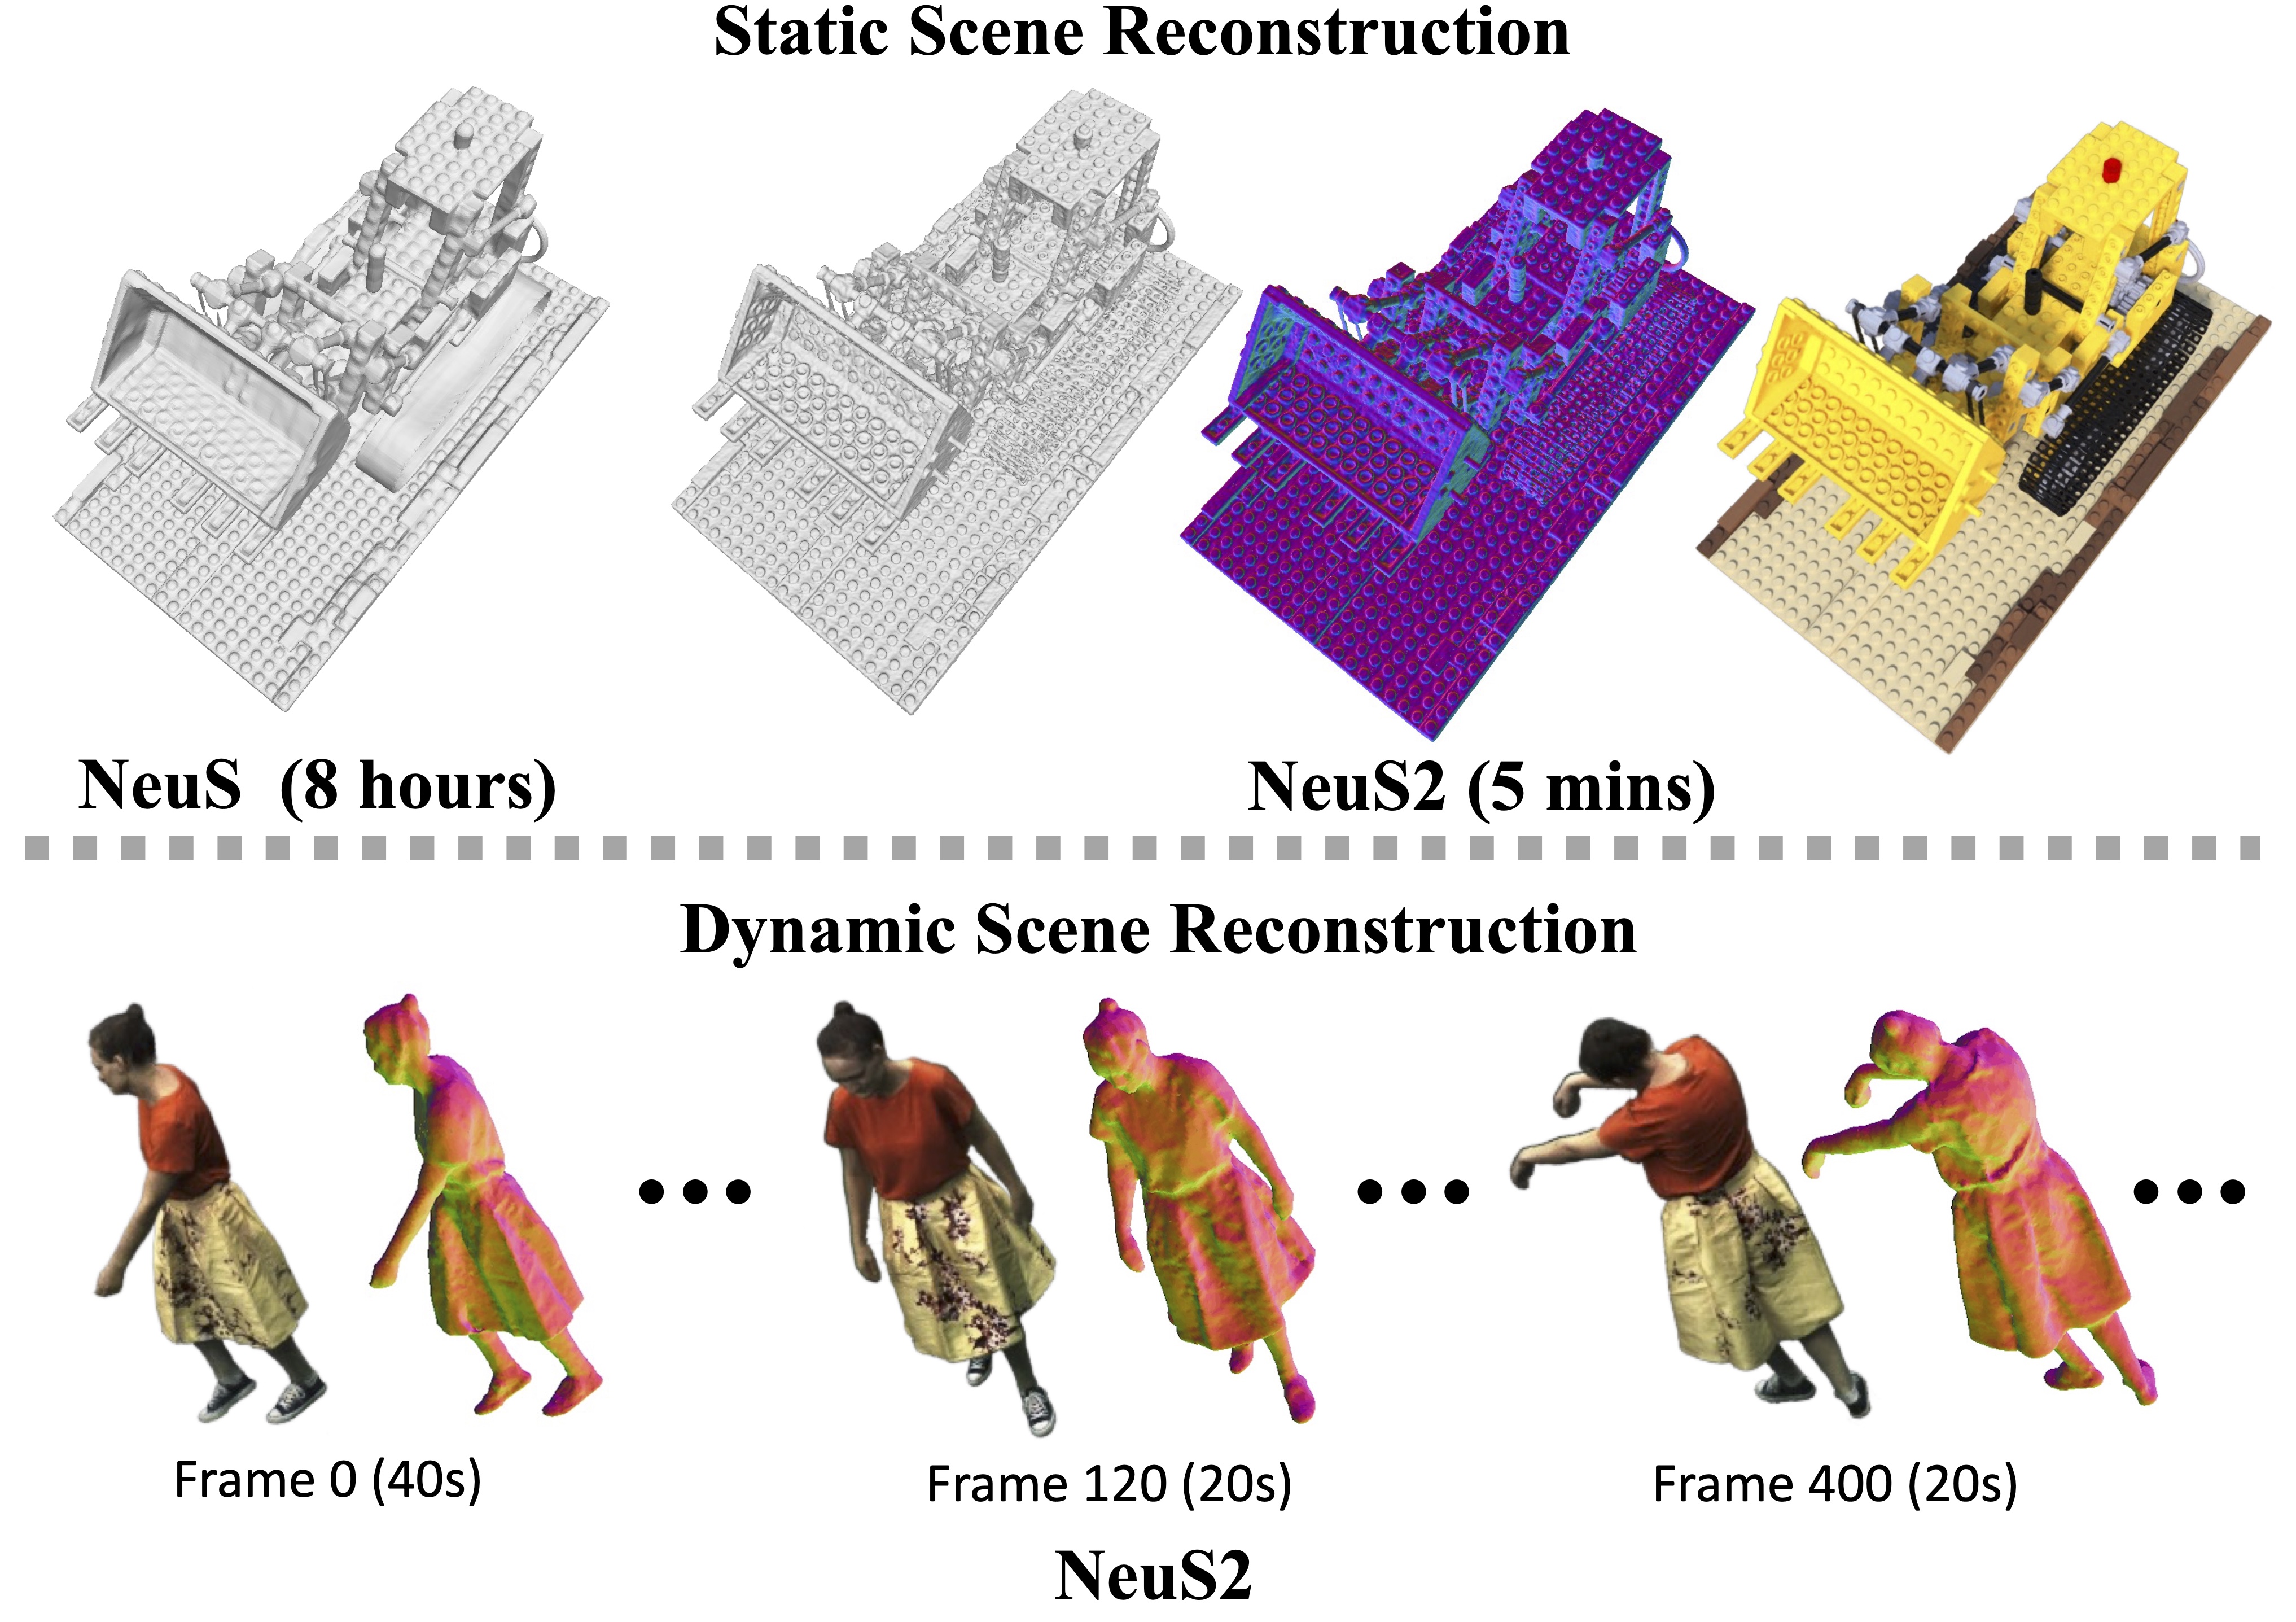 Static Scene Reconstruction
NeuS (8 hours)
NeuS2 (5 mins)
Dynamic Scene Reconstruction
Frame 0 (40s)
Frame 120 (20s)
Frame 400 (20s)
NeuS2